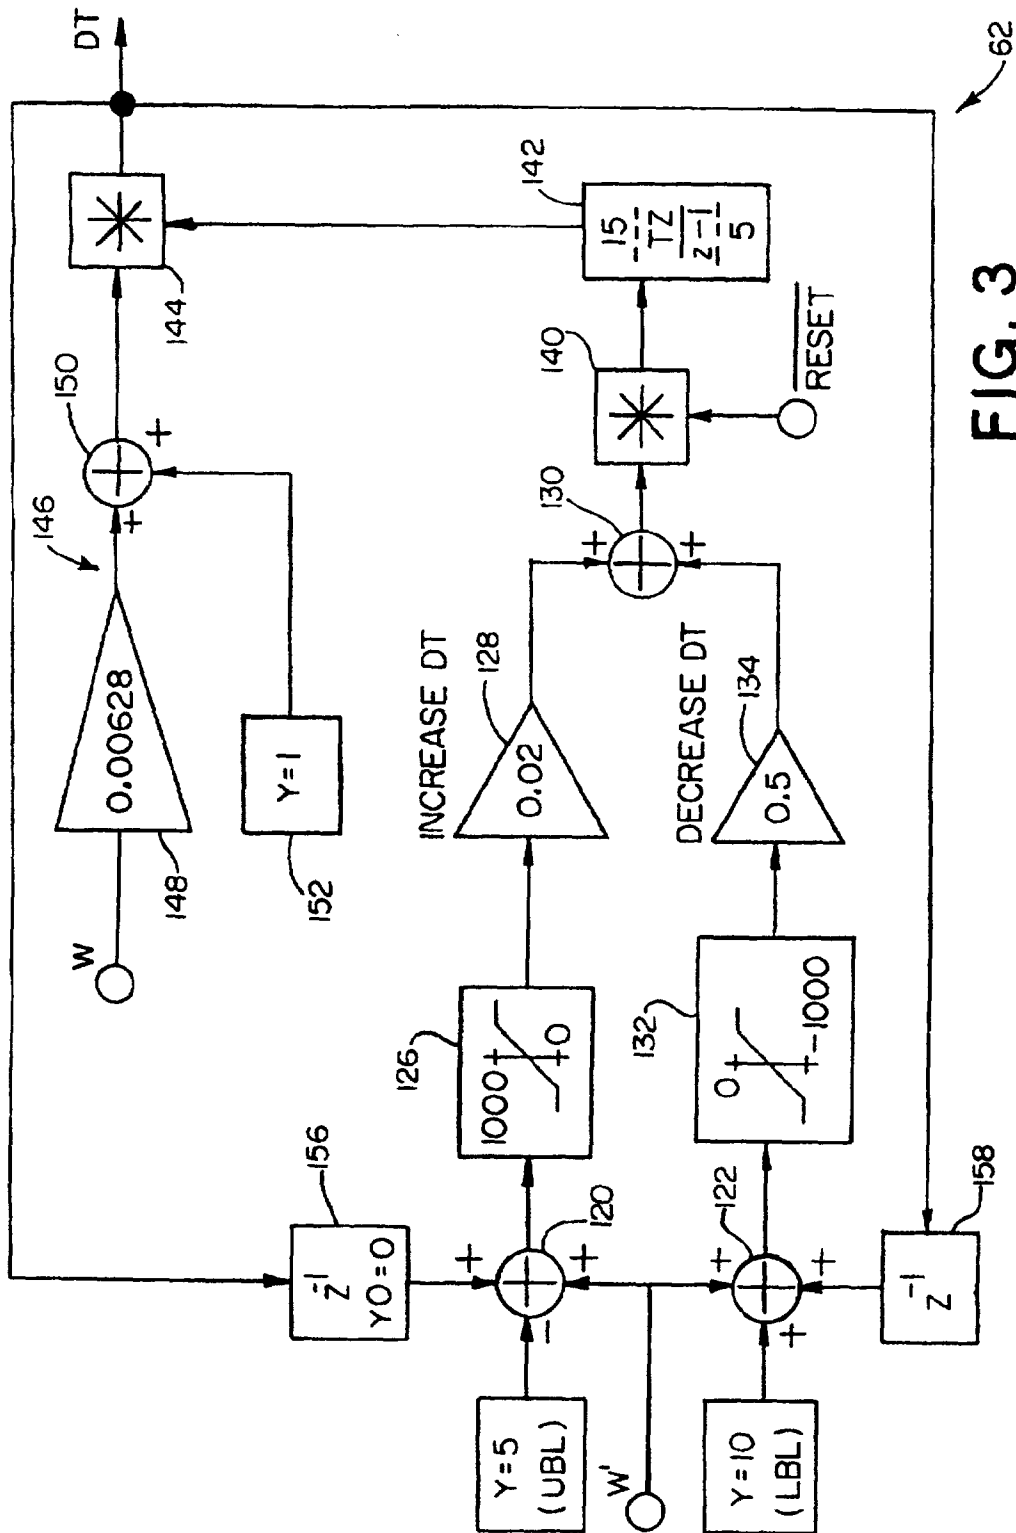 DT
W
0.00628
148
146
+
+
150
144
Y=1
152
142
15
TZ
z-1
5
INCREASE DT
128
0.02
130
+
+
140
RESET
DECREASE DT
134
0.5
126
1000
0
132
0
-1000
156
z-1
YO=0
+
-
+
120
Y=5
(UBL)
W'
Y=10
(LBL)
+
+
+
122
158
z-1
62
FIG. 3